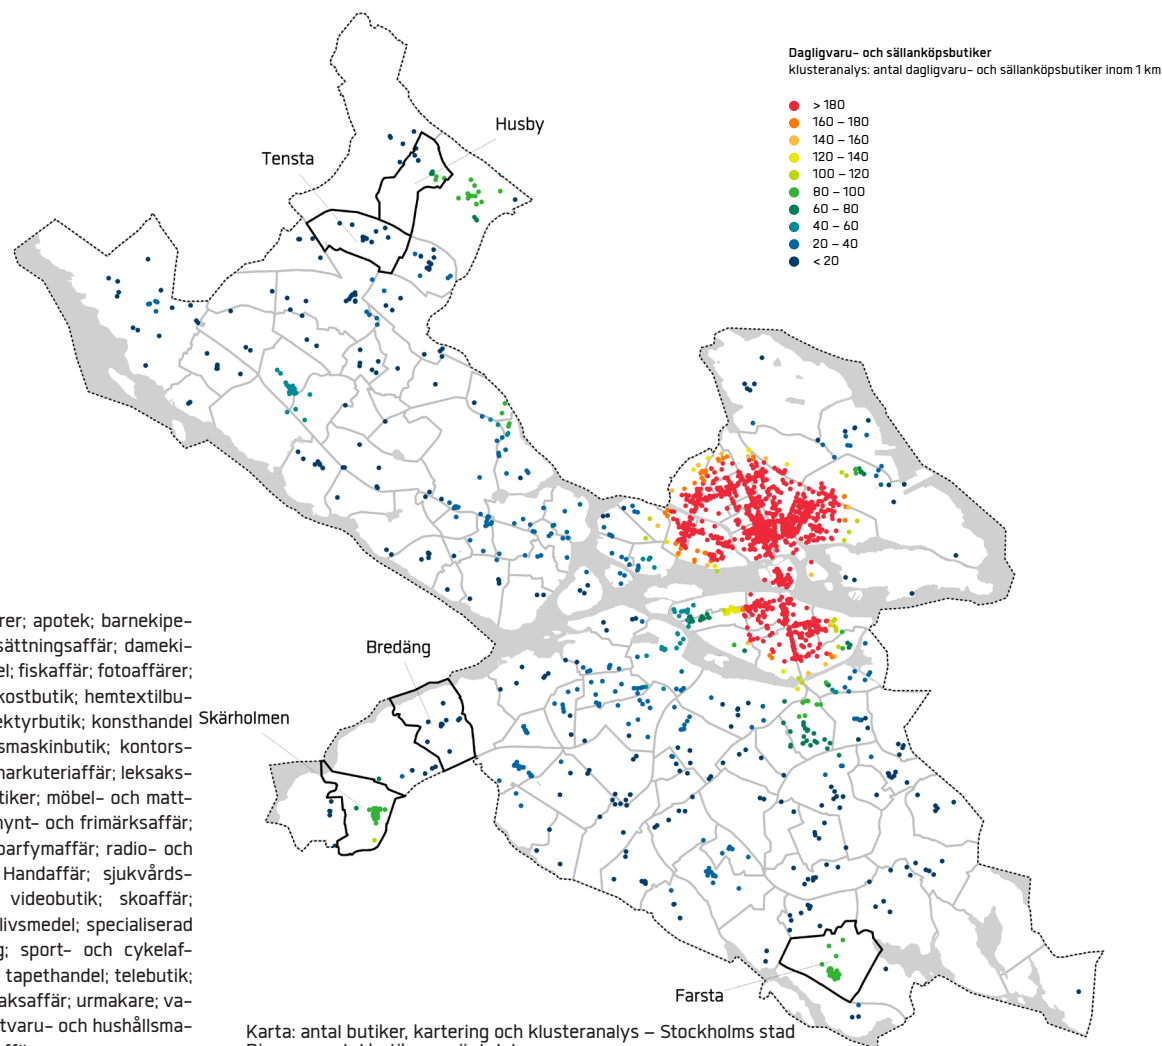 Dagligvaru- och sällanköpsbutiker
klusteranalys: antal dagligvaru- och sällanköpsbutiker inom 1 km
> 180
160 – 180
140 – 160
120 – 140
100 – 120
80 – 100
60 – 80
40 – 60
20 – 40
< 20
Husby
Tensta
Bredäng
Skärholmen
Farsta
rer; apotek; barnekipe-
sättningsaffär; dameki-
el; fiskaffär; fotoaffärer;
kostbutik; hemtextilbu-
ektyrbutik; konsthandel
smaskinbutik; kontors-
narkuteriaffär; leksaks-
tiker; möbel- och matt-
nynt- och frimärksaffär;
parfymaffär; radio- och
Handaffär; sjukvårds-
videobutik; skoaffär;
livsmedel; specialiserad
g; sport- och cykelaf-
tapethandel; telebutik;
aksaffär; urmakare; va-
tvaru- och hushållsma-
Karta: antal butiker, kartering och klusteranalys – Stockholms stad